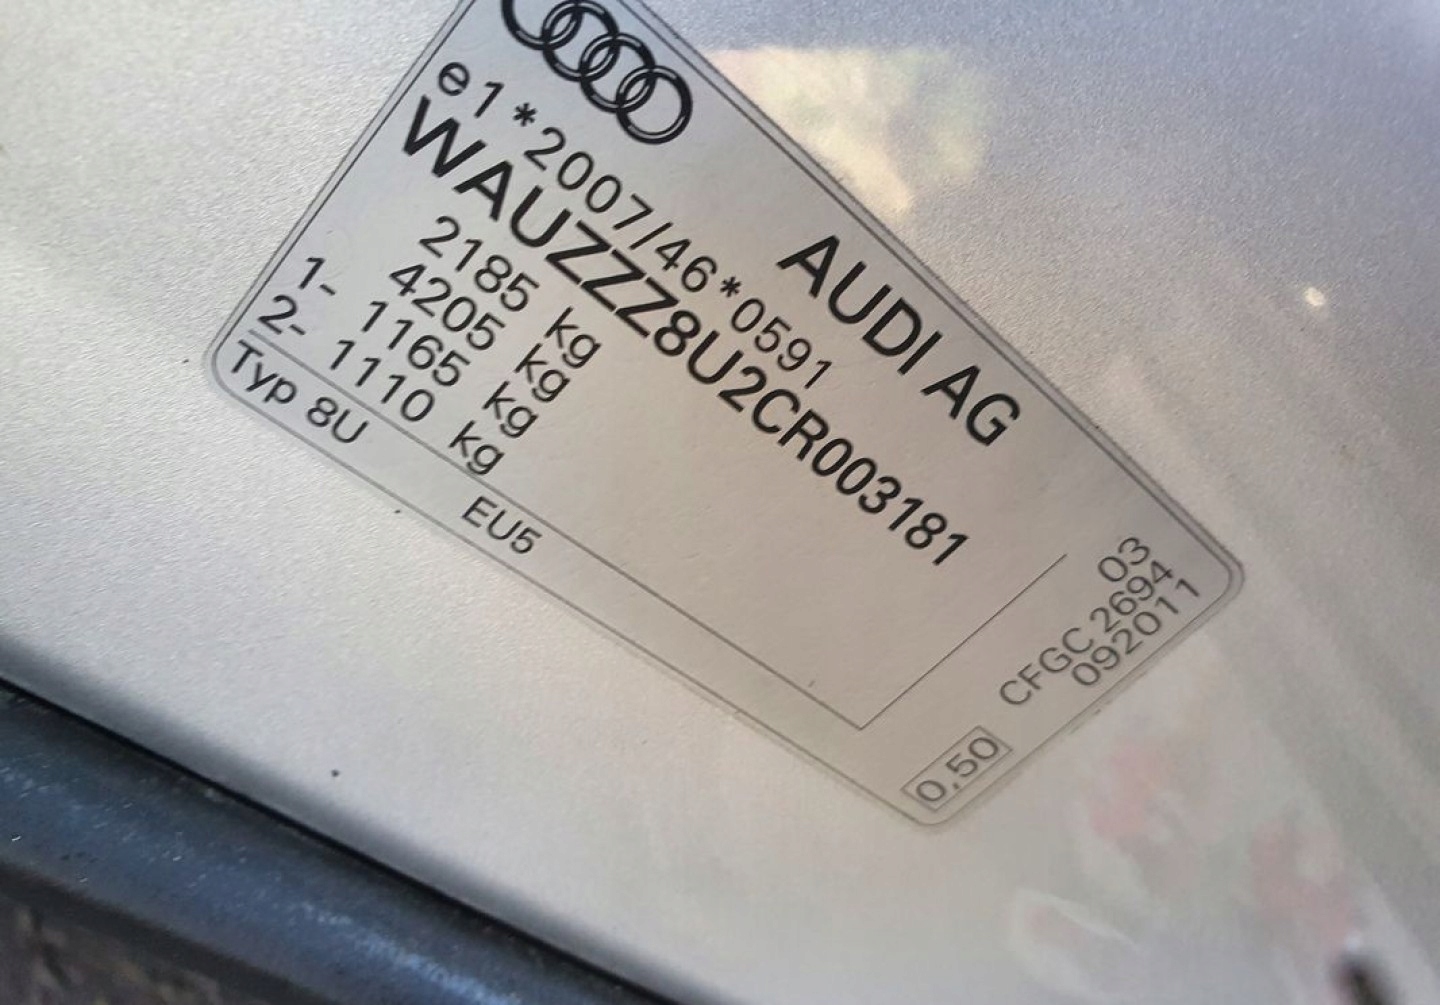 AUDI AG
e1*2007/46*0591
WAUZZZ8U2CR003181
2185 kg
4205 kg
1- 1165 kg
2- 1110 kg
Typ 8U
EU5
03
CFGC 2694
092011
0,50